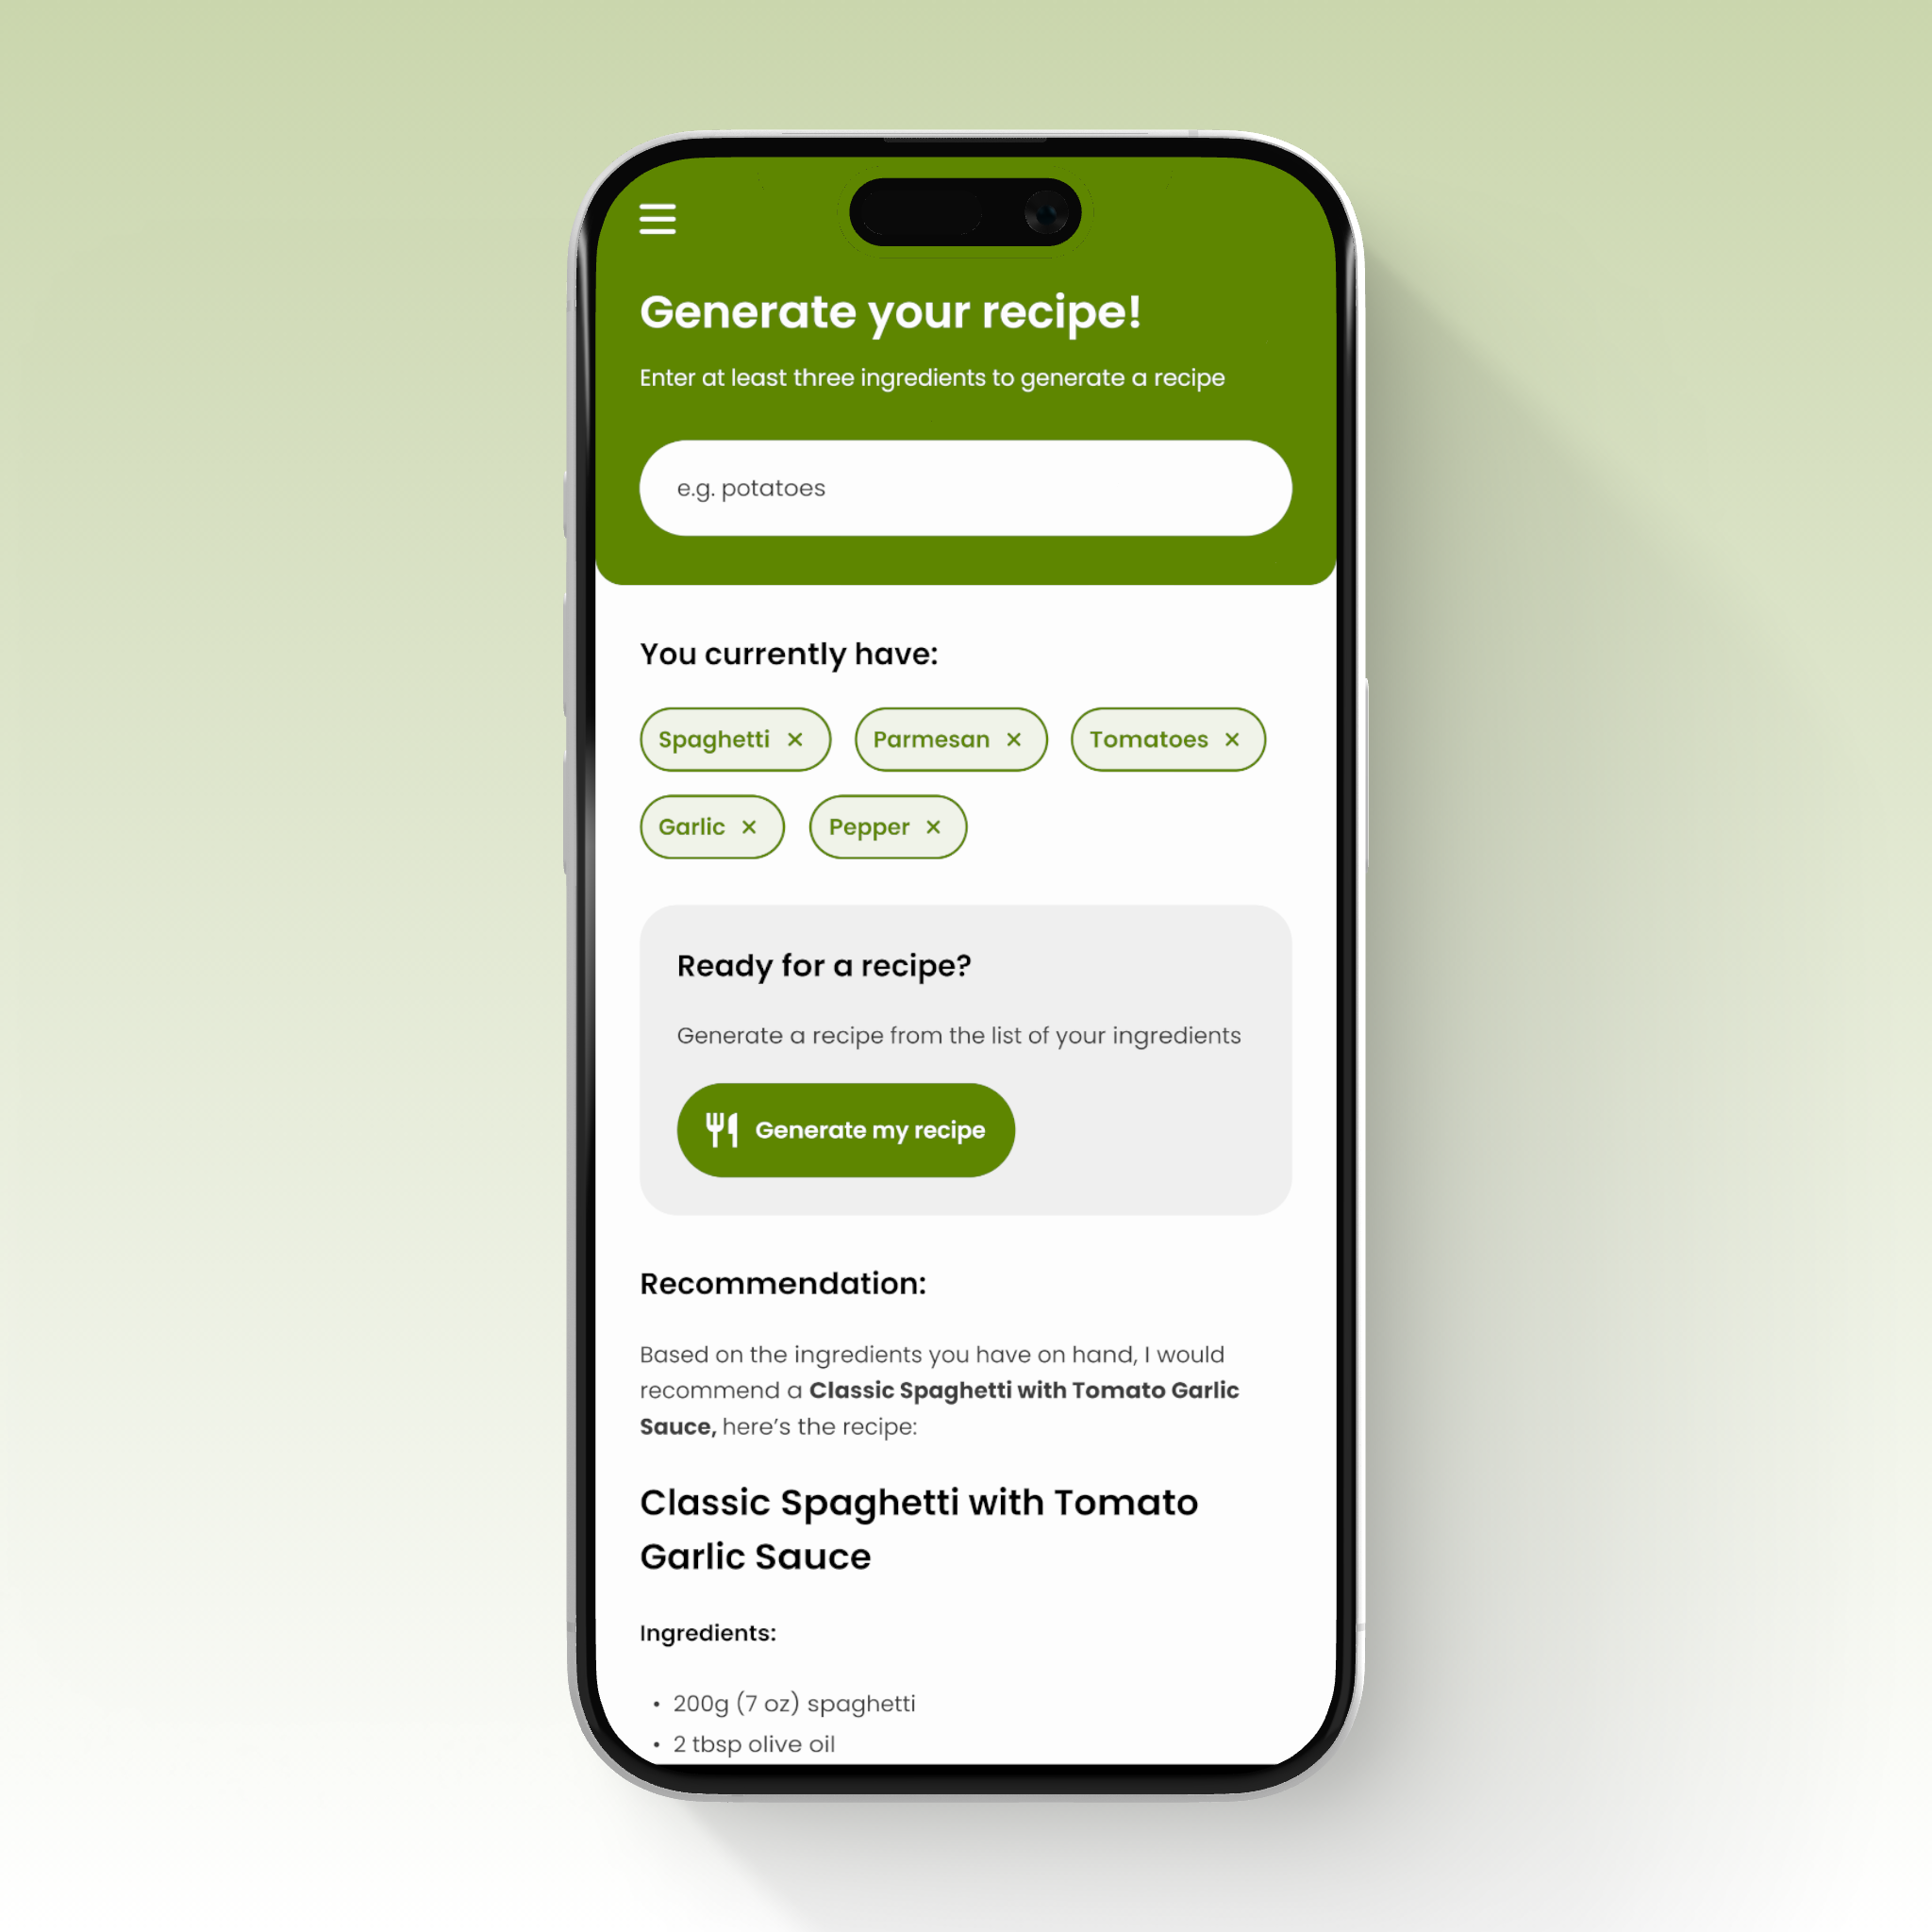 Generate your recipe!
Enter at least three ingredients to generate a recipe
e.g. potatoes
You currently have:
Spaghetti × Parmesan × Tomatoes ×
Garlic × Pepper ×
Ready for a recipe?
Generate a recipe from the list of your ingredients
Generate my recipe
Recommendation:
Based on the ingredients you have on hand, I would
recommend a Classic Spaghetti with Tomato Garlic
Sauce, here’s the recipe:
Classic Spaghetti with Tomato
Garlic Sauce
Ingredients:
• 200g (7 oz) spaghetti
• 2 tbsp olive oil